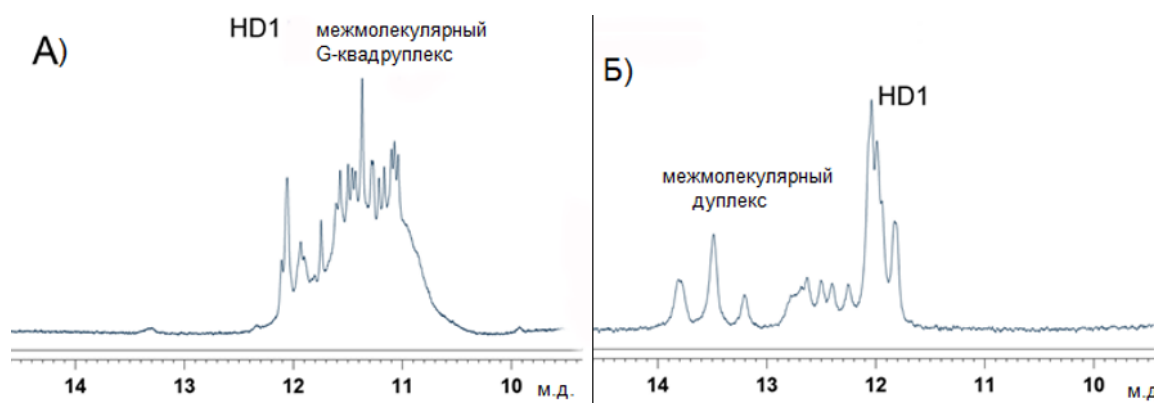 А)
HD1
межмолекулярный
G-квадруплекс
14 13 12 11 10 м.д.
Б)
HD1
межмолекулярный
дуплекс
14 13 12 11 10 м.д